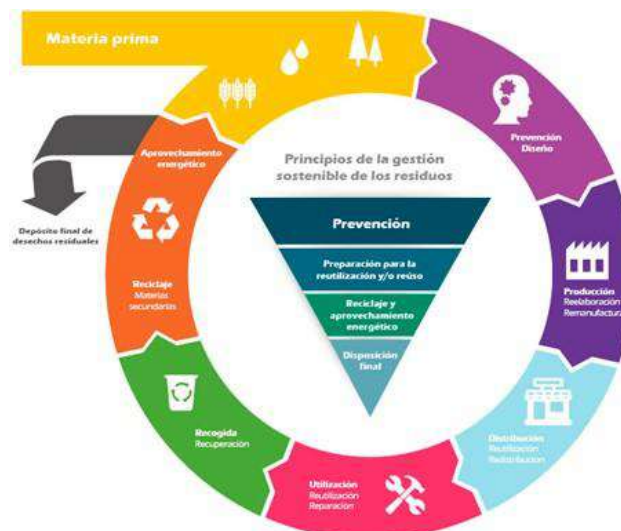 Materia prima
Prevención
Diseño
Producción
Reelaboración
Remanufactura
Distribución
Reutilización
Redistribución
Utilización
Reutilización
Reparación
Recogida
Recuperación
Reciclaje
Materias
secundarias
Aprovechamiento
energético
Depósito final de
desechos residuales
Principios de la gestión
sostenible de los residuos
Prevención
Preparación para la
reutilización y/o reúso
Reciclaje y
aprovechamiento
energético
Disposición
final